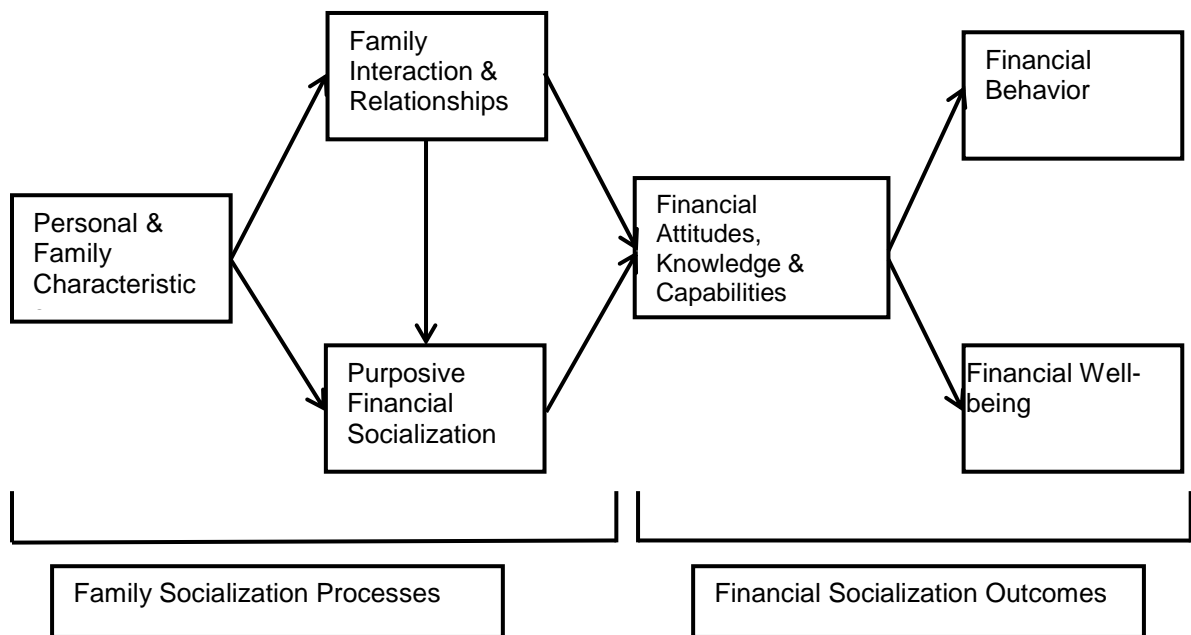 Family
Interaction &
Relationships
Financial
Behavior
Personal &
Family
Characteristic
Financial
Attitudes,
Knowledge &
Capabilities
Purposive
Financial
Socialization
Financial Well-
being
Family Socialization Processes
Financial Socialization Outcomes